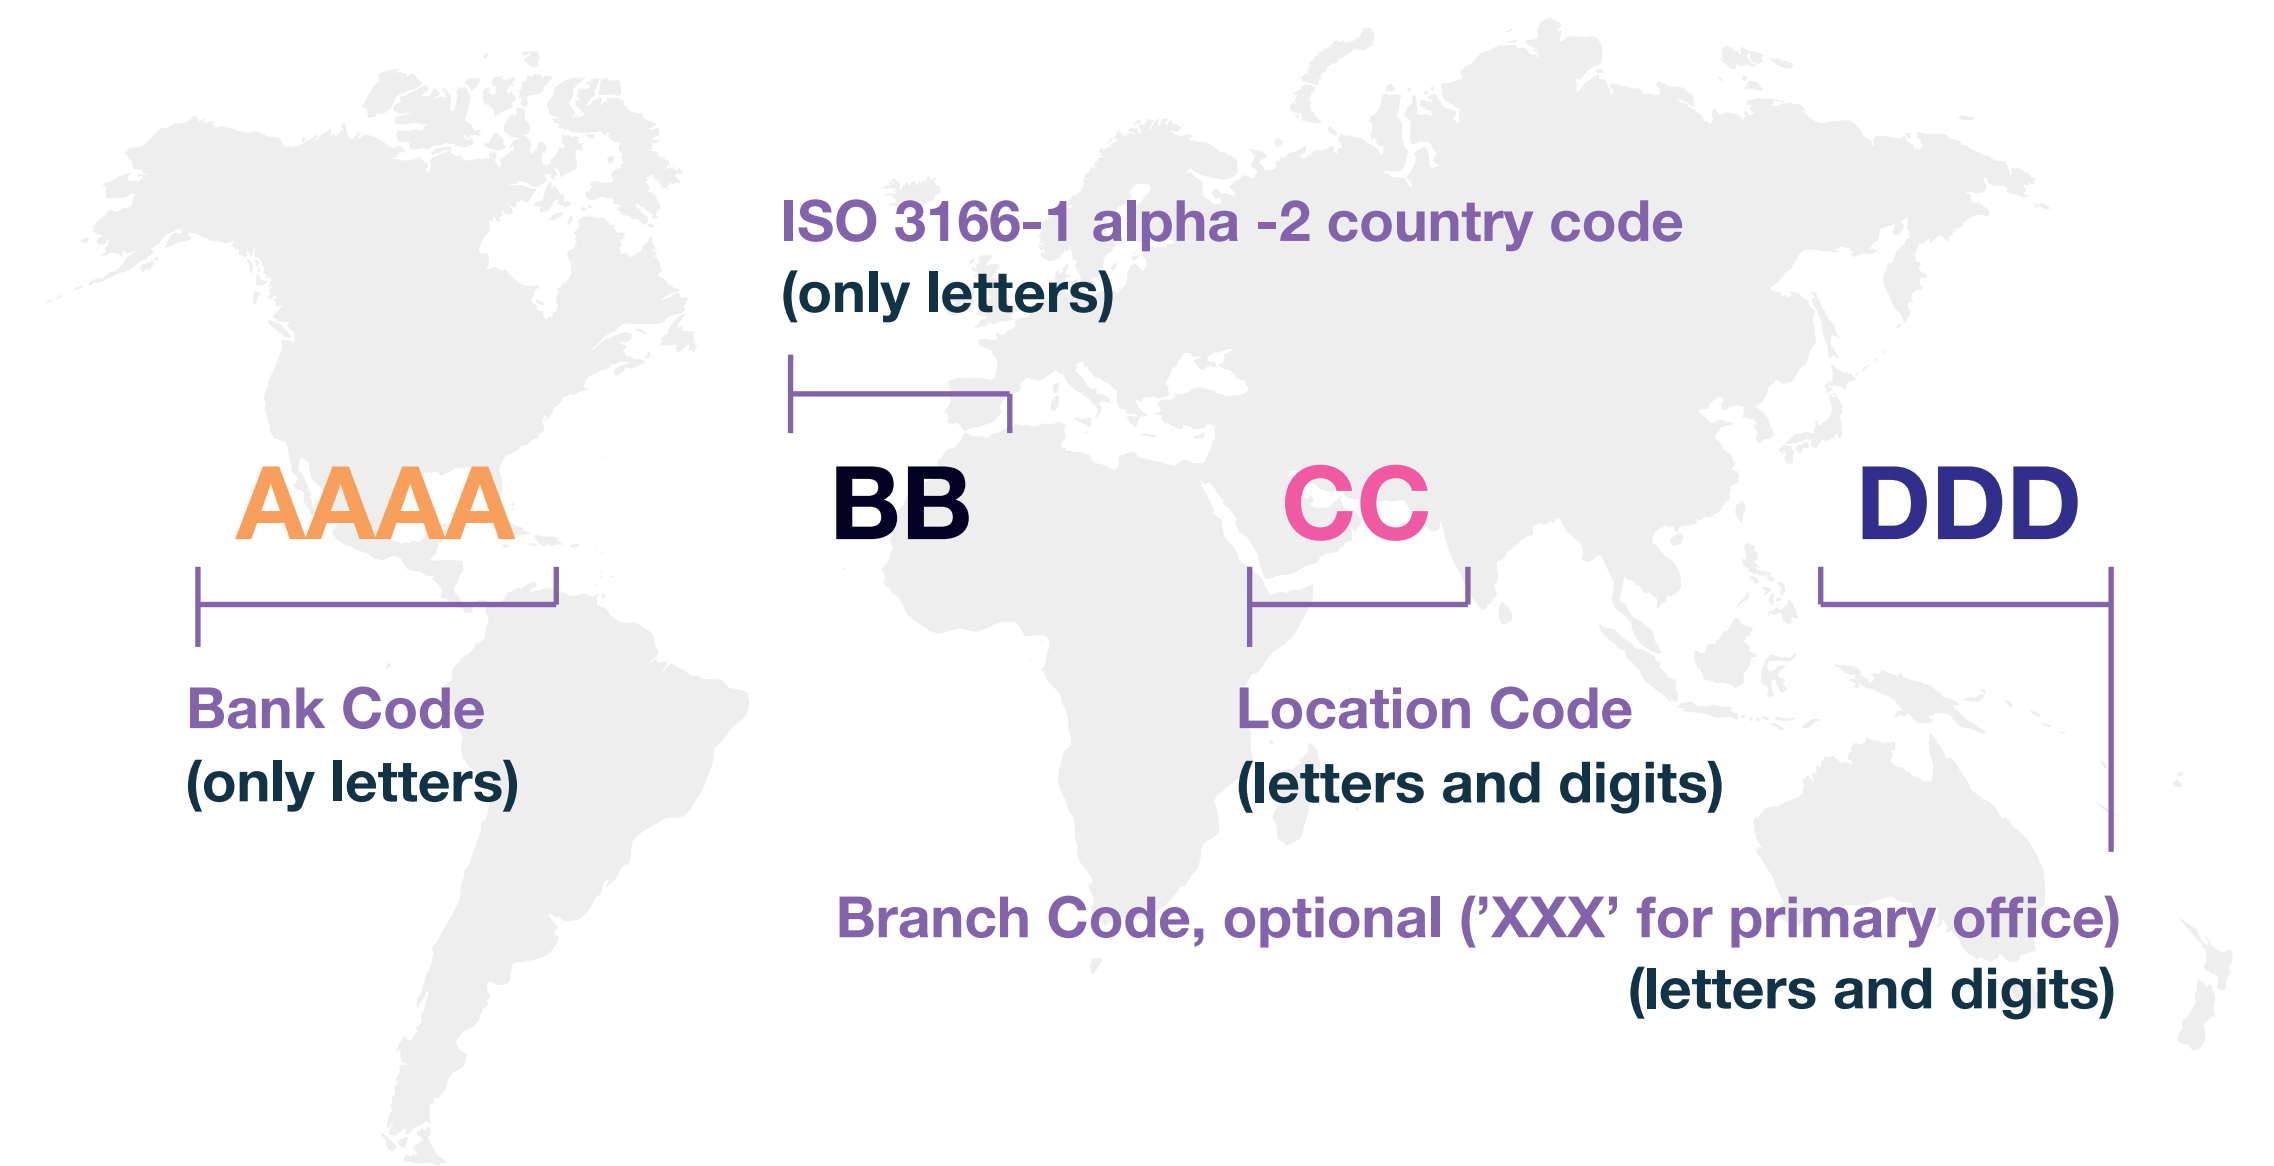 ISO 3166-1 alpha -2 country code
(only letters)
AAAA BB CC DDD
Bank Code
(only letters)
Location Code
(letters and digits)
Branch Code, optional (’XXX’ for primary office)
(letters and digits)